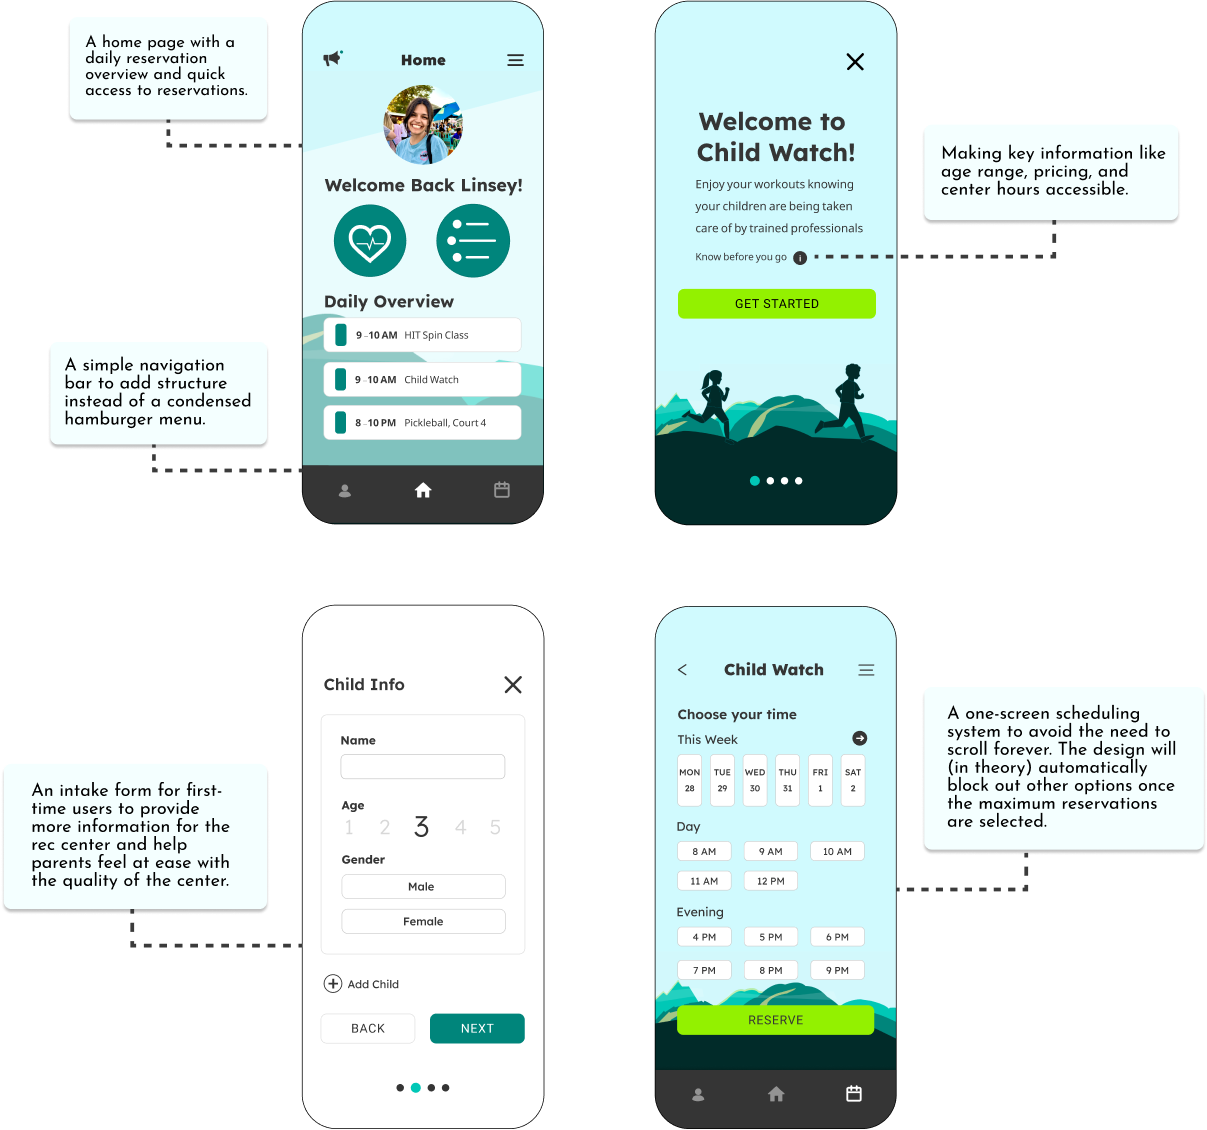 A home page with a
daily reservation
overview and quick
access to reservations.
Home
Welcome Back Linsey!
Daily Overview
9 – 10 AM HIT Spin Class
9 – 10 AM Child Watch
8 – 10 PM Pickleball, Court 4
A simple navigation
bar to add structure
instead of a condensed
hamburger menu.
Welcome to
Child Watch!
Enjoy your workouts knowing
your children are being taken
care of by trained professionals
Know before you go i
GET STARTED
Making key information like
age range, pricing, and
center hours accessible.
Child Info
Name
Age
1 2 3 4 5
Gender
Male
Female
Add Child
BACK NEXT
An intake form for first-
time users to provide
more information for the
rec center and help
parents feel at ease with
the quality of the center.
Child Watch
Choose your time
This Week
MON TUE WED THU FRI SAT
28 29 30 31 1 2
Day
8 AM 9 AM 10 AM
11 AM 12 PM
Evening
4 PM 5 PM 6 PM
7 PM 8 PM 9 PM
RESERVE
A one-screen scheduling
system to avoid the need to
scroll forever. The design will
(in theory) automatically
block out other options once
the maximum reservations
are selected.